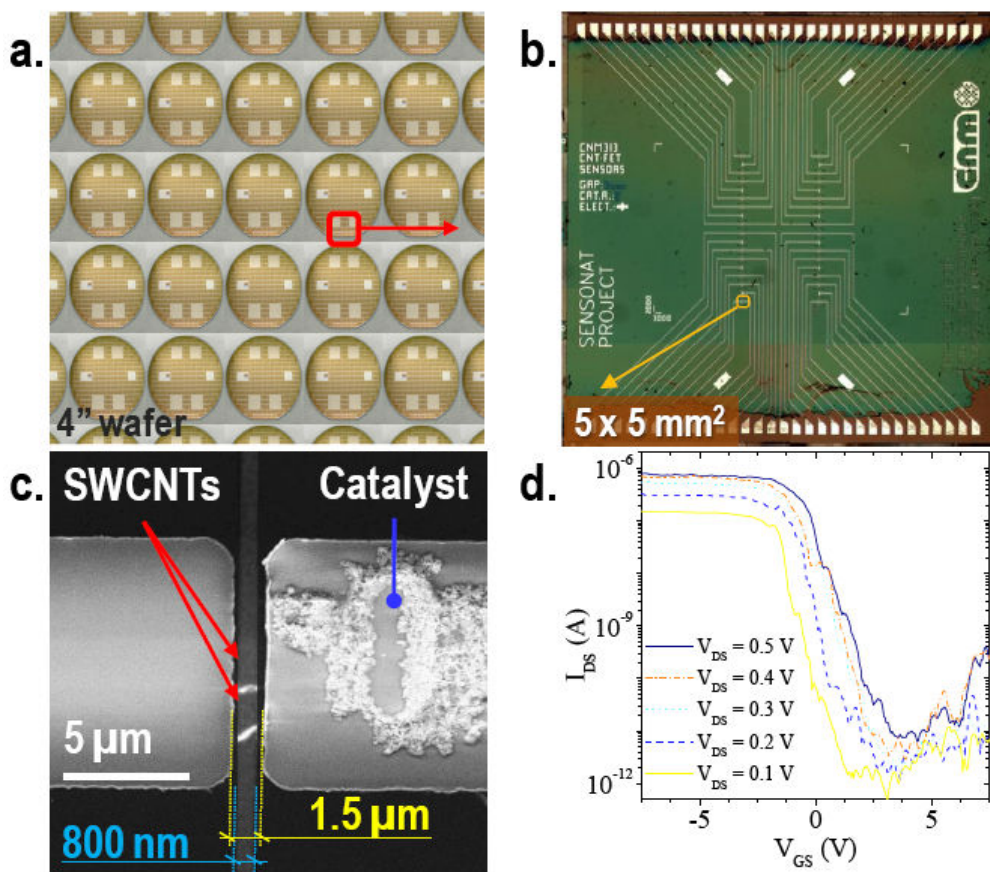 a.
4” wafer
b.
CNM313
CNT FET
SENSORS
GAP:
CAT.A.:
ELECT.:
cnm
SENSONAT
PROJECT
5 x 5 mm²
c.
SWCNTs
Catalyst
5 µm
1.5 µm
800 nm
d.
10⁻⁶
10⁻⁹
10⁻¹²
I_DS (A)
V_DS = 0.5 V
V_DS = 0.4 V
V_DS = 0.3 V
V_DS = 0.2 V
V_DS = 0.1 V
-5
0
5
V_GS (V)